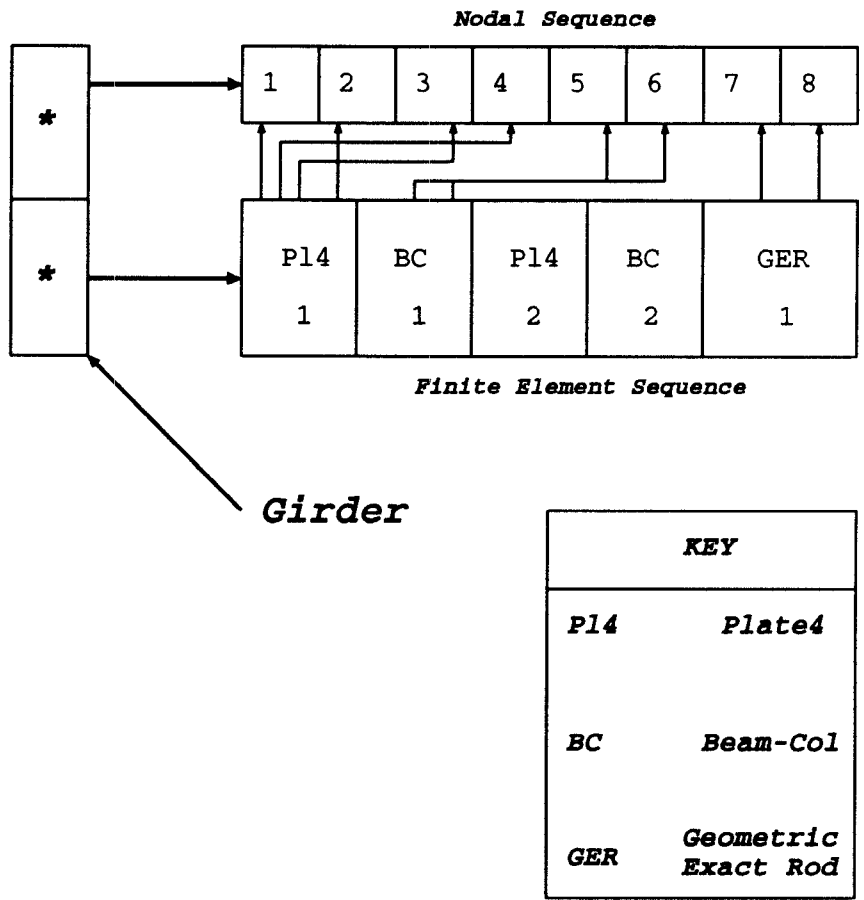 Nodal Sequence
1 2 3 4 5 6 7 8
*
Pl4 BC Pl4 BC GER
*
1 1 2 2 1
Finite Element Sequence
Girder
KEY
Pl4 Plate4
BC Beam-Col
GER Geometric
Exact Rod